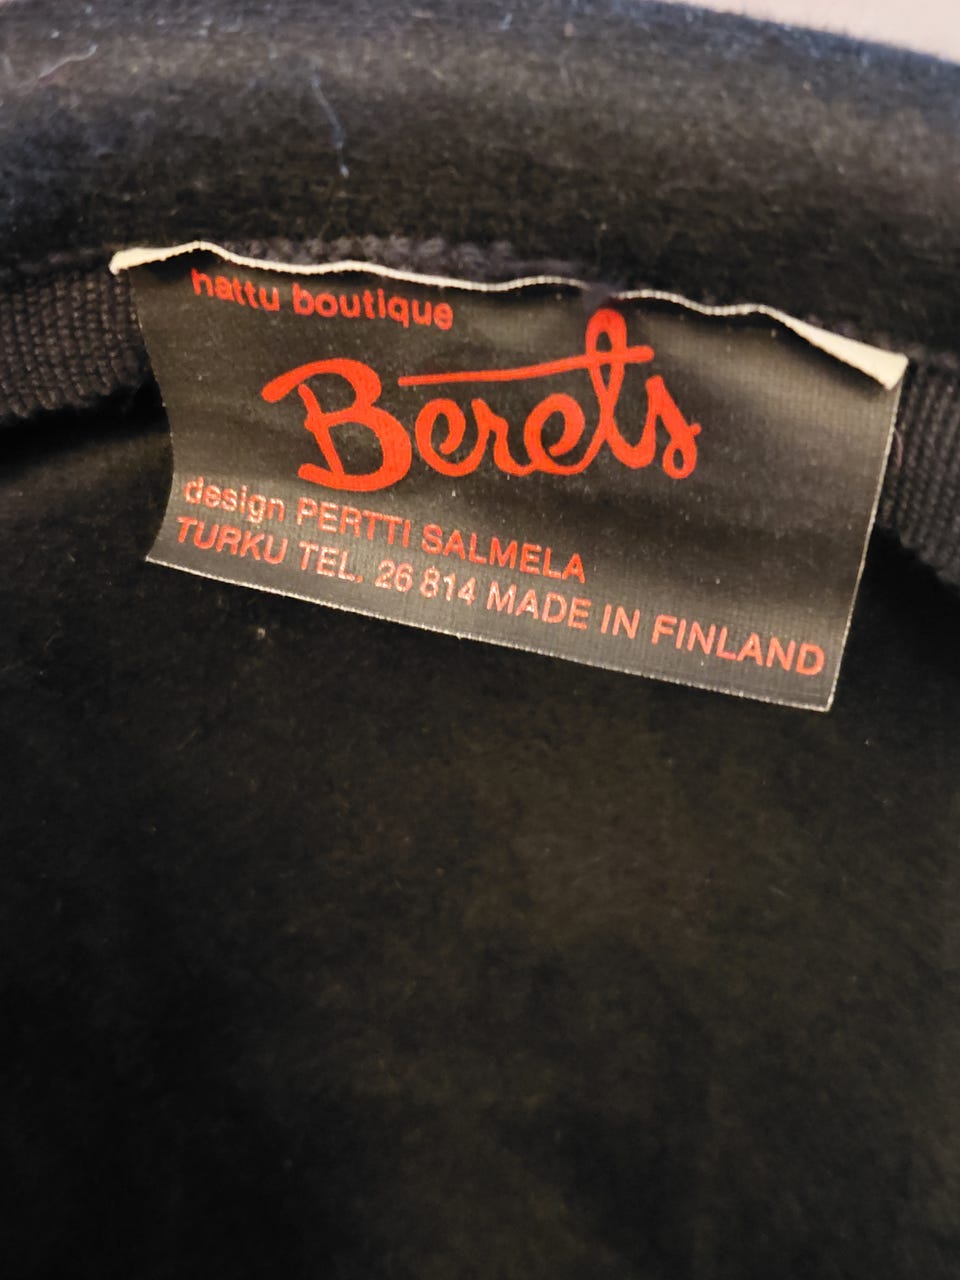 hattu boutique
Berets
design PERTTI SALMELA
TURKU TEL. 26 814 MADE IN FINLAND